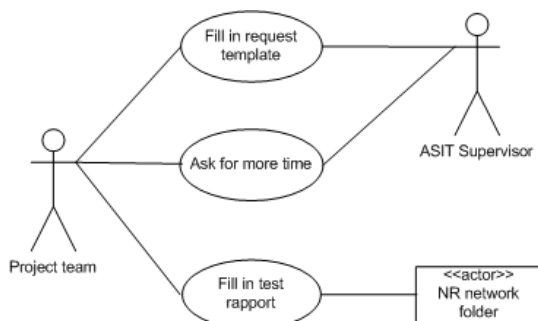 Fill in request
template
ASIT Supervisor
Ask for more time
Project team
Fill in test
rapport
<<actor>>
NR network
folder